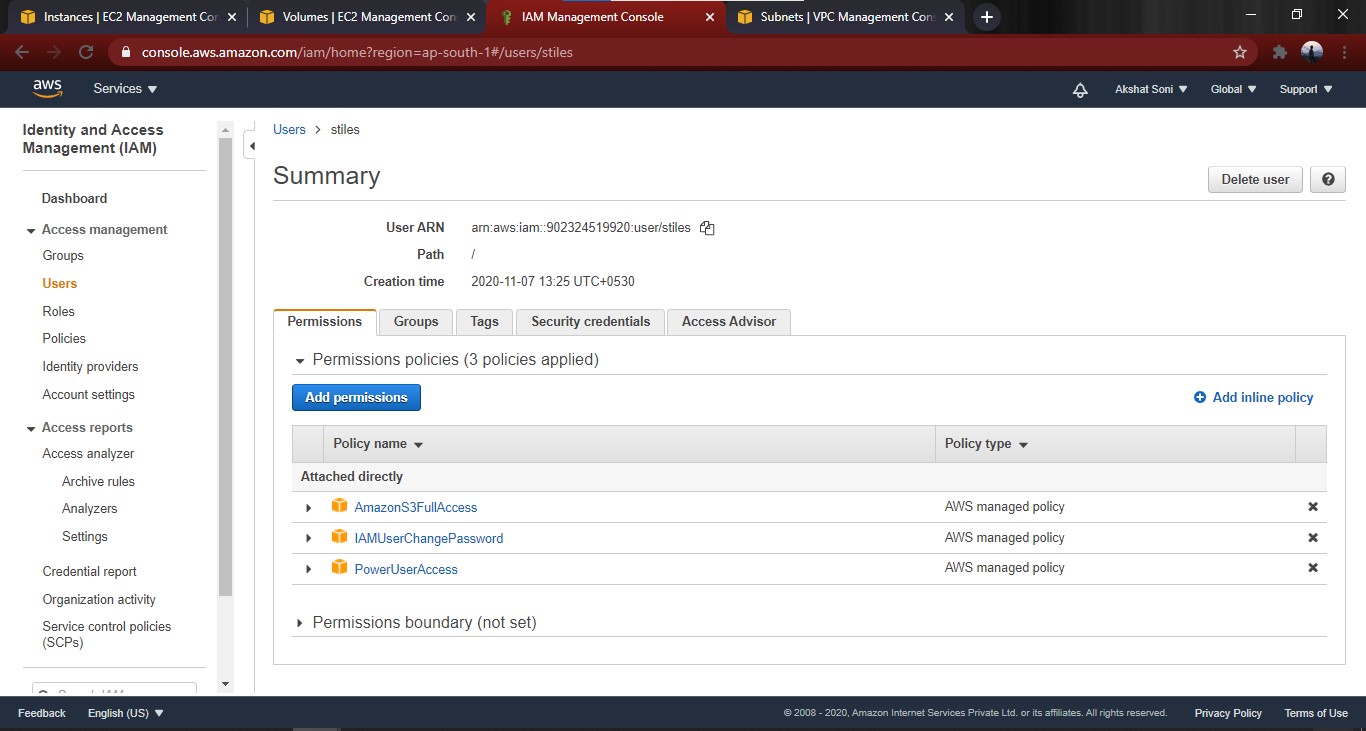 Instances | EC2 Management Con
Volumes | EC2 Management Con
IAM Management Console
Subnets | VPC Management Cons
console.aws.amazon.com/iam/home?region=ap-south-1#/users/stiles
aws
Services
Akshat Soni
Global
Support
Identity and Access
Management (IAM)
Dashboard
Access management
Groups
Users
Roles
Policies
Identity providers
Account settings
Access reports
Access analyzer
Archive rules
Analyzers
Settings
Credential report
Organization activity
Service control policies
(SCPs)
Users > stiles
Summary
Delete user
User ARN arn:aws:iam::902324519920:user/stiles
Path /
Creation time 2020-11-07 13:25 UTC+0530
Permissions
Groups
Tags
Security credentials
Access Advisor
Permissions policies (3 policies applied)
Add permissions
Add inline policy
Policy name
Policy type
Attached directly
AmazonS3FullAccess AWS managed policy
IAMUserChangePassword AWS managed policy
PowerUserAccess AWS managed policy
Permissions boundary (not set)
Feedback
English (US)
© 2008 - 2020, Amazon Internet Services Private Ltd. or its affiliates. All rights reserved.
Privacy Policy
Terms of Use